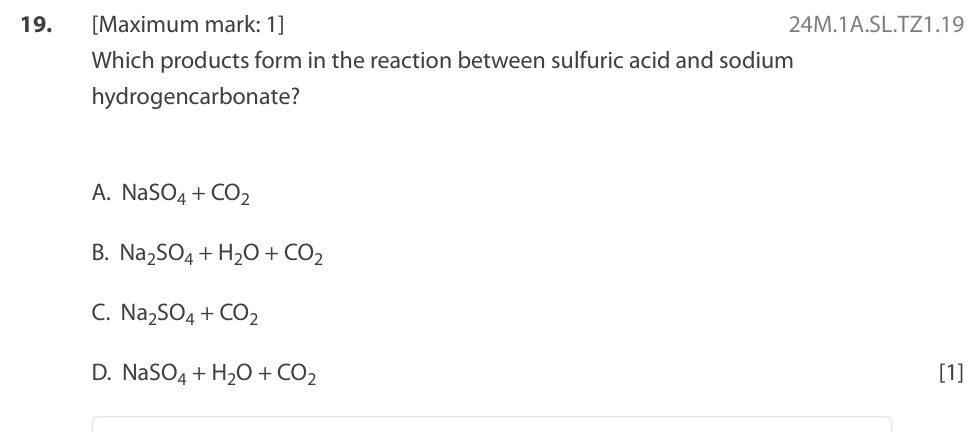 19. [Maximum mark: 1] 24M.1A.SL.TZ1.19
Which products form in the reaction between sulfuric acid and sodium
hydrogencarbonate?
A. NaSO₄ + CO₂
B. Na₂SO₄ + H₂O + CO₂
C. Na₂SO₄ + CO₂
D. NaSO₄ + H₂O + CO₂ [1]